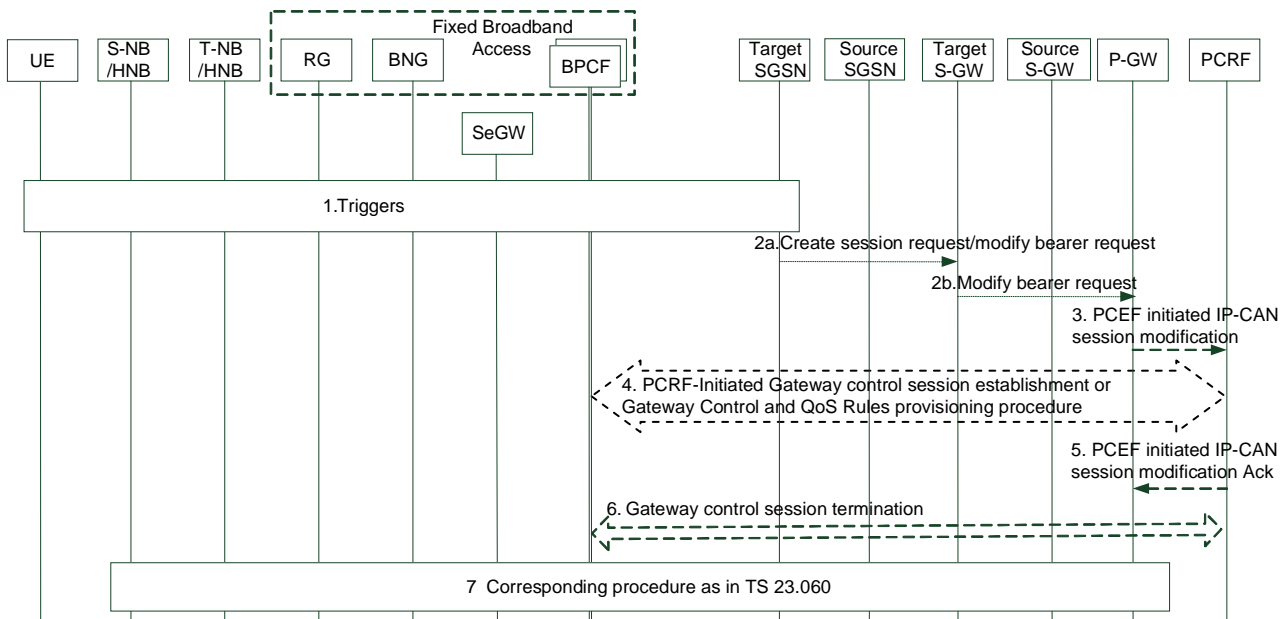 Fixed Broadband
Access
UE
S-NB
/HNB
T-NB
/HNB
RG
BNG
BPCF
Target
SGSN
Source
SGSN
Target
S-GW
Source
S-GW
P-GW
PCRF
SeGW
1.Triggers
2a.Create session request/modify bearer request
2b.Modify bearer request
3. PCEF initiated IP-CAN
session modification
4. PCRF-Initiated Gateway control session establishment or
Gateway Control and QoS Rules provisioning procedure
5. PCEF initiated IP-CAN
session modification Ack
6. Gateway control session termination
7 Corresponding procedure as in TS 23.060